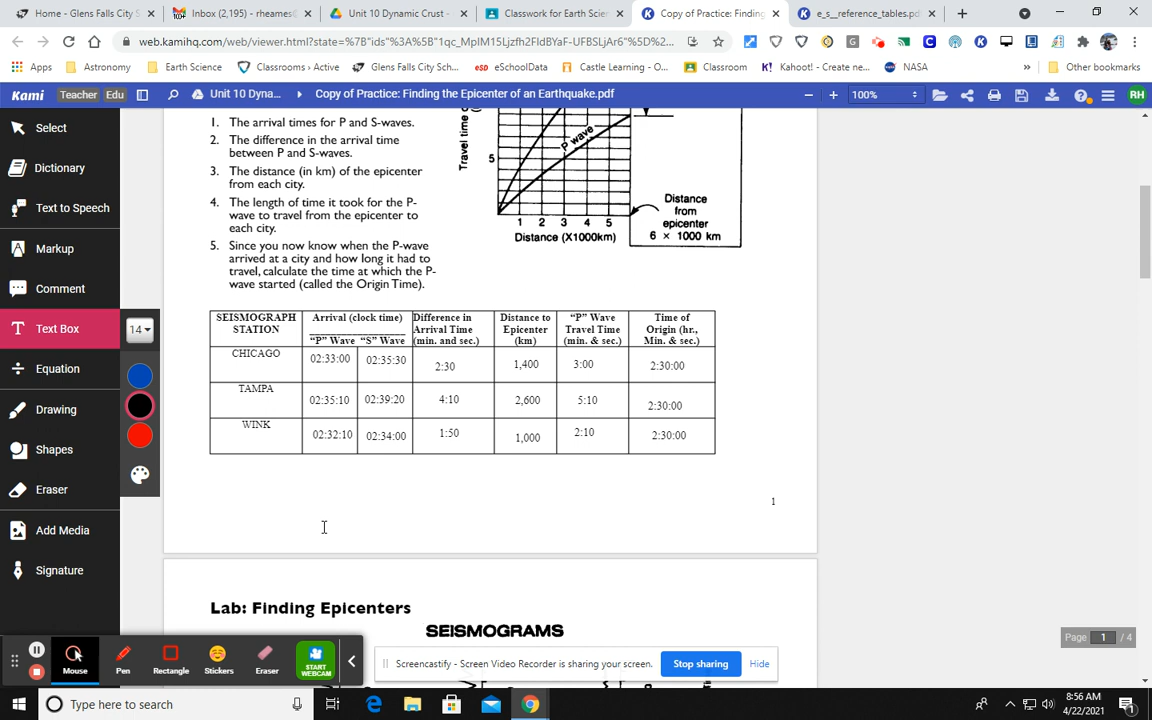 Home - Glens Falls City S
Inbox (2,195) - rheames@
Unit 10 Dynamic Crust -
Classwork for Earth Scien
Copy of Practice: Finding
e_s__reference_tables.pd
web.kamihq.com/web/viewer.html?state=%7B"ids"%3A%5B"1qc_MpIM15Ljzfh2FIdBYaF-UFBSLjAr6"%5D%2...
Apps
Astronomy
Earth Science
Classrooms › Active
Glens Falls City Sch...
esD eSchoolData
Castle Learning - O...
Classroom
K! Kahoot! - Create ne...
NASA
»
Other bookmarks
Kami Teacher Edu
Unit 10 Dyna...
Copy of Practice: Finding the Epicenter of an Earthquake.pdf
100%
RH
Select
Dictionary
Text to Speech
Markup
Comment
Text Box
Equation
Drawing
Shapes
Eraser
Add Media
Signature
14
1. The arrival times for P and S-waves.
2. The difference in the arrival time
between P and S-waves.
3. The distance (in km) of the epicenter
from each city.
4. The length of time it took for the P-
wave to travel from the epicenter to
each city.
5. Since you now know when the P-wave
arrived at a city and how long it had to
travel, calculate the time at which the P-
wave started (called the Origin Time).
Travel time
P wave
5
1 2 3 4 5
Distance (X1000km)
Distance
from
epicenter
6 × 1000 km
SEISMOGRAPH
STATION
Arrival (clock time)
"P" Wave "S" Wave
Difference in
Arrival Time
(min. and sec.)
Distance to
Epicenter
(km)
"P" Wave
Travel Time
(min. & sec.)
Time of
Origin (hr.,
Min. & sec.)
CHICAGO 02:33:00 02:35:30 2:30 1,400 3:00 2:30:00
TAMPA 02:35:10 02:39:20 4:10 2,600 5:10 2:30:00
WINK 02:32:10 02:34:00 1:50 1,000 2:10 2:30:00
1
Lab: Finding Epicenters
SEISMOGRAMS
Page 1 / 4
Mouse
Pen
Rectangle
Stickers
Eraser
START
WEBCAM
Screencastify - Screen Video Recorder is sharing your screen.
Stop sharing
Hide
Type here to search
8:56 AM
4/22/2021
1